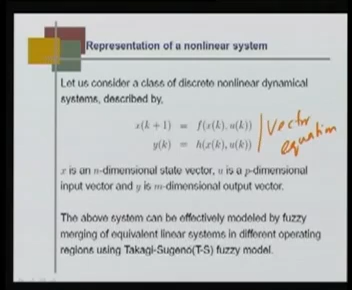 Representation of a nonlinear system
Let us consider a class of discrete nonlinear dynamical
systems, described by,
x(k + 1) = f(x(k), u(k))
y(k) = h(x(k), u(k))
Vector
equation
x is an n-dimensional state vector, u is a p-dimensional
input vector and y is m-dimensional output vector.
The above system can be effectively modeled by fuzzy
merging of equivalent linear systems in different operating
regions using Takagi-Sugeno(T-S) fuzzy model.